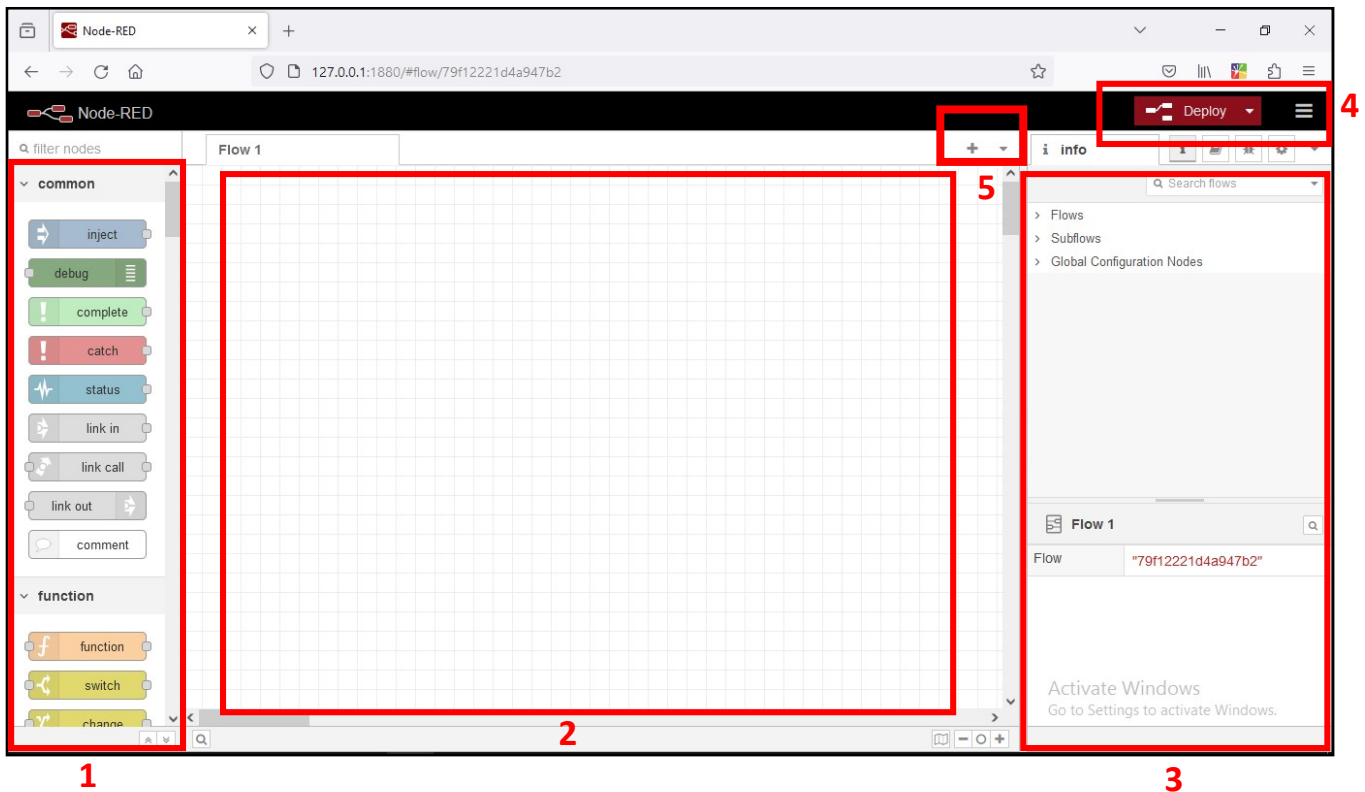 Node-RED
127.0.0.1:1880/#flow/79f12221d4a947b2
Node-RED
Deploy
4
filter nodes
Flow 1
i info
i
5
Search flows
common
inject
debug
complete
catch
status
link in
link call
link out
comment
function
function
switch
change
Flows
Subflows
Global Configuration Nodes
Flow 1
Flow
"79f12221d4a947b2"
Activate Windows
Go to Settings to activate Windows.
2
1
3